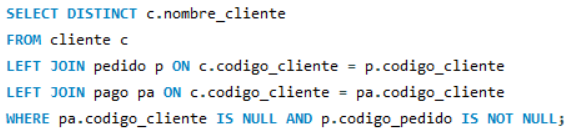 SELECT DISTINCT c.nombre_cliente
FROM cliente c
LEFT JOIN pedido p ON c.codigo_cliente = p.codigo_cliente
LEFT JOIN pago pa ON c.codigo_cliente = pa.codigo_cliente
WHERE pa.codigo_cliente IS NULL AND p.codigo_pedido IS NOT NULL;